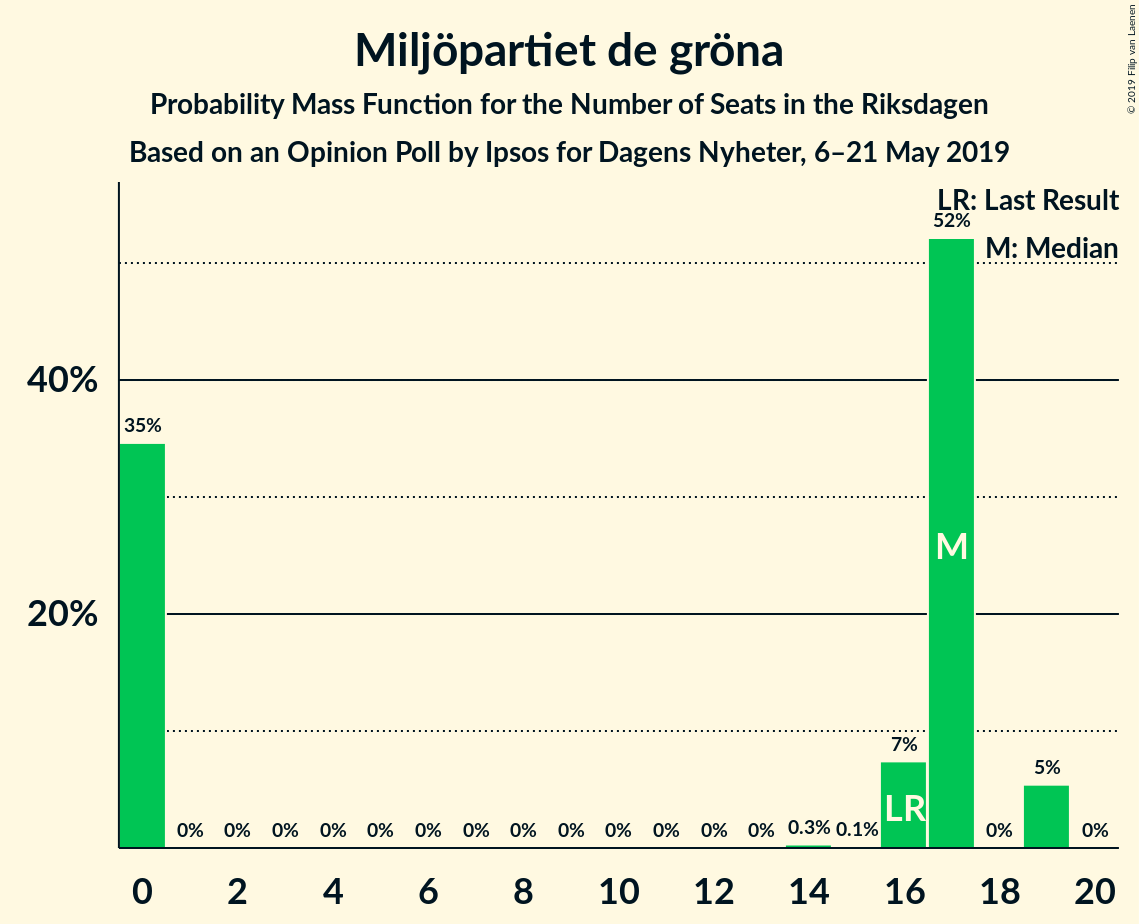 Miljöpartiet de gröna
Probability Mass Function for the Number of Seats in the Riksdagen
Based on an Opinion Poll by Ipsos for Dagens Nyheter, 6–21 May 2019
© 2019 Filip van Laenen
LR: Last Result
M: Median
52%
40%
35%
M
20%
7%
5%
LR
0% 0% 0% 0% 0% 0% 0% 0% 0% 0% 0% 0% 0% 0.3% 0.1% 0% 0%
0 2 4 6 8 10 12 14 16 18 20